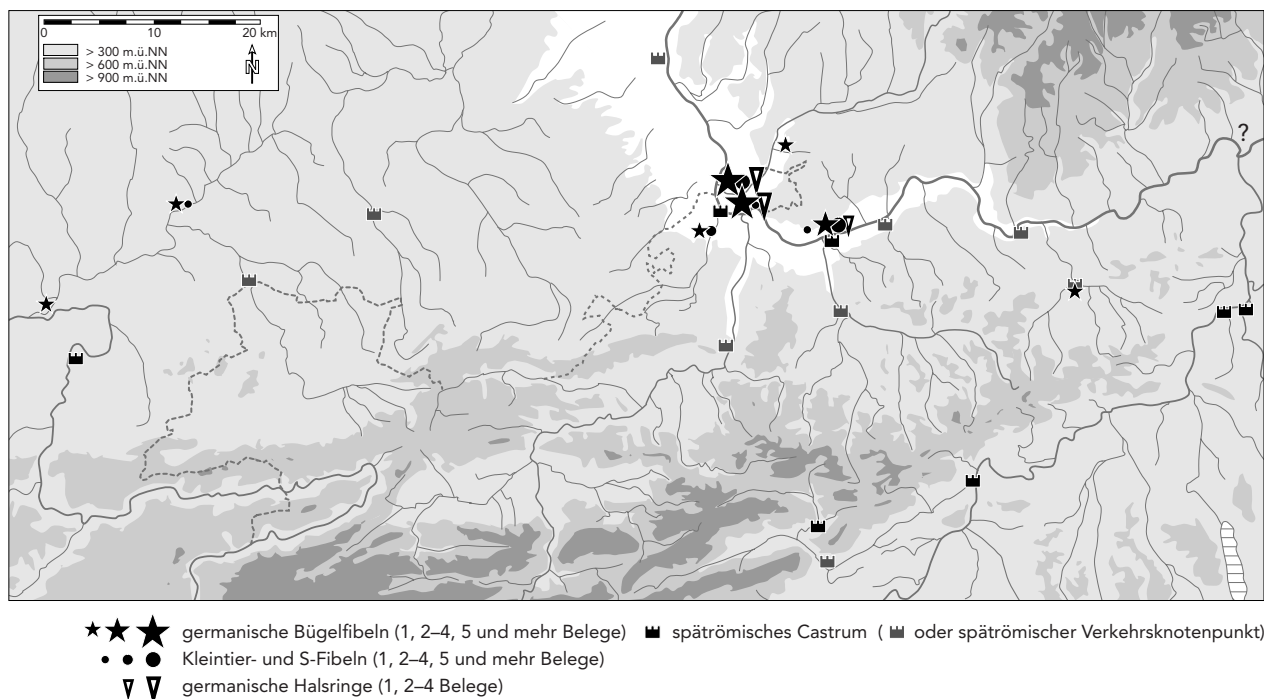 0 10 20 km
> 300 m.ü.NN
> 600 m.ü.NN
> 900 m.ü.NN
N
?
germanische Bügelfibeln (1, 2–4, 5 und mehr Belege) spätrömisches Castrum ( oder spätrömischer Verkehrsknotenpunkt)
Kleintier- und S-Fibeln (1, 2–4, 5 und mehr Belege)
germanische Halsringe (1, 2–4 Belege)